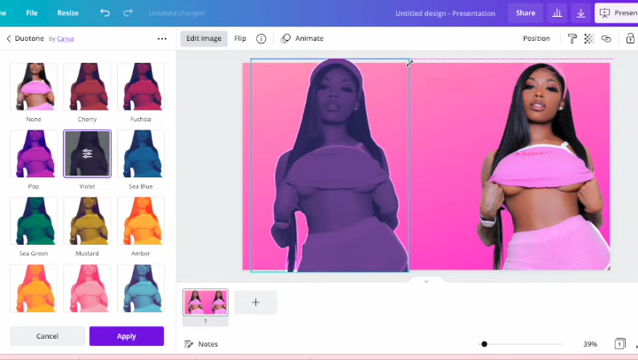 File
Resize
Unsaved changes
Untitled design - Presentation
Share
Presen
Duotone by Canva
Edit image
Flip
Animate
Position
None
Cherry
Fuchsia
Pop
Violet
Sea Blue
Sea Green
Mustard
Amber
Cancel
Apply
1
Notes
39%
1